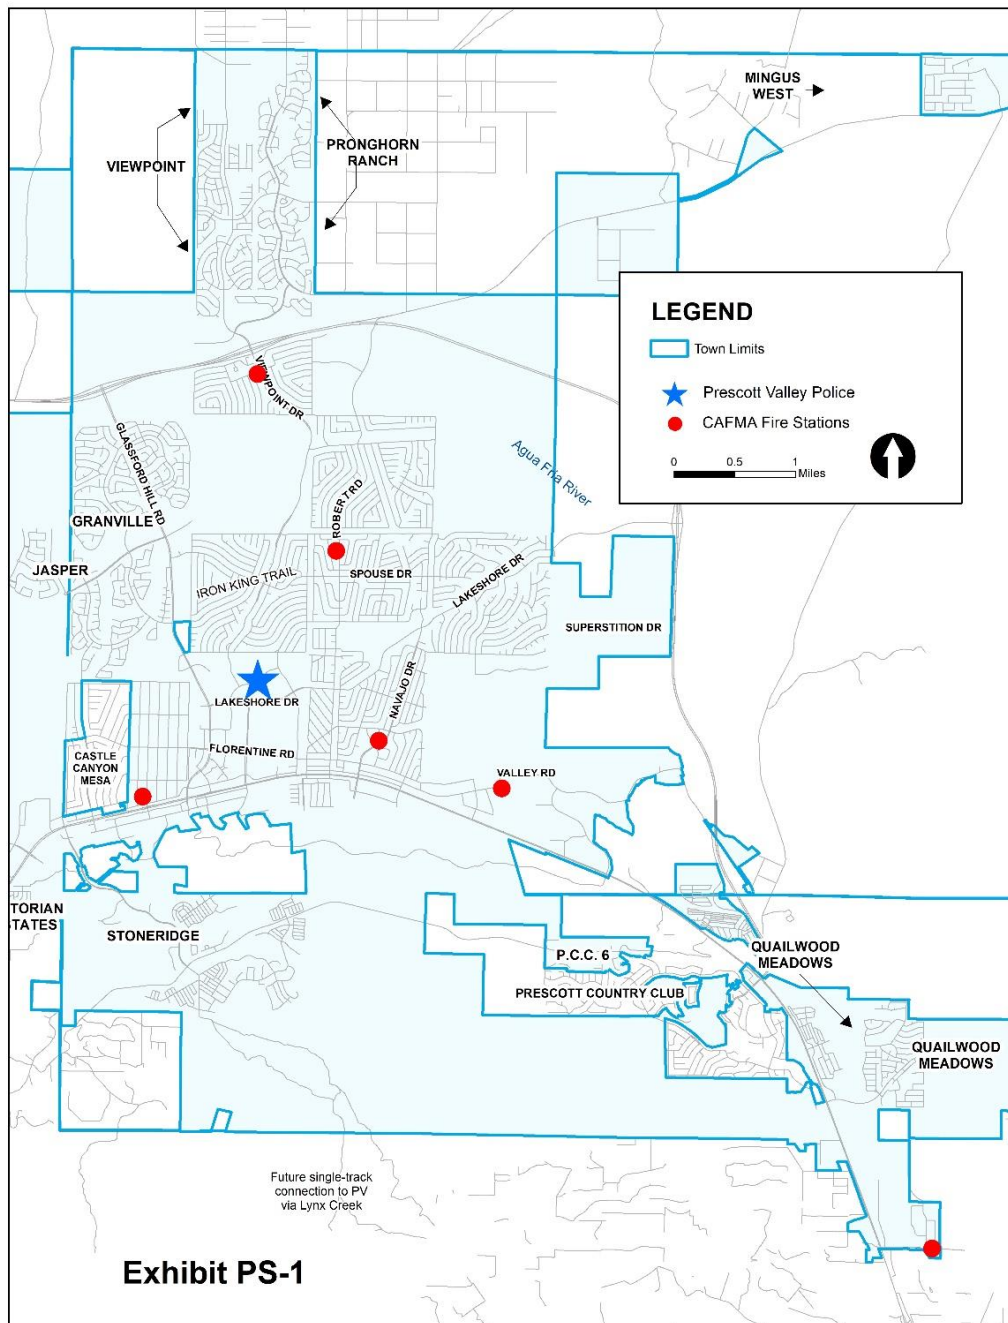 MINGUS
WEST
VIEWPOINT
PRONGHORN
RANCH
LEGEND
Town Limits
Prescott Valley Police
CAFMA Fire Stations
0 0.5 1
Miles
VIEWPOINT DR
GLASSFORD HILL RD
Agua Fria River
ROBERT RD
GRANVILLE
JASPER
IRON KING TRAIL
SPOUSE DR
LAKESHORE DR
SUPERSTITION DR
NAVAJO DR
LAKESHORE DR
FLORENTINE RD
CASTLE
CANYON
MESA
VALLEY RD
TORIAN
STATES
STONERIDGE
P.C.C. 6
QUAILWOOD
MEADOWS
PRESCOTT COUNTRY CLUB
QUAILWOOD
MEADOWS
Future single-track
connection to PV
via Lynx Creek
Exhibit PS-1